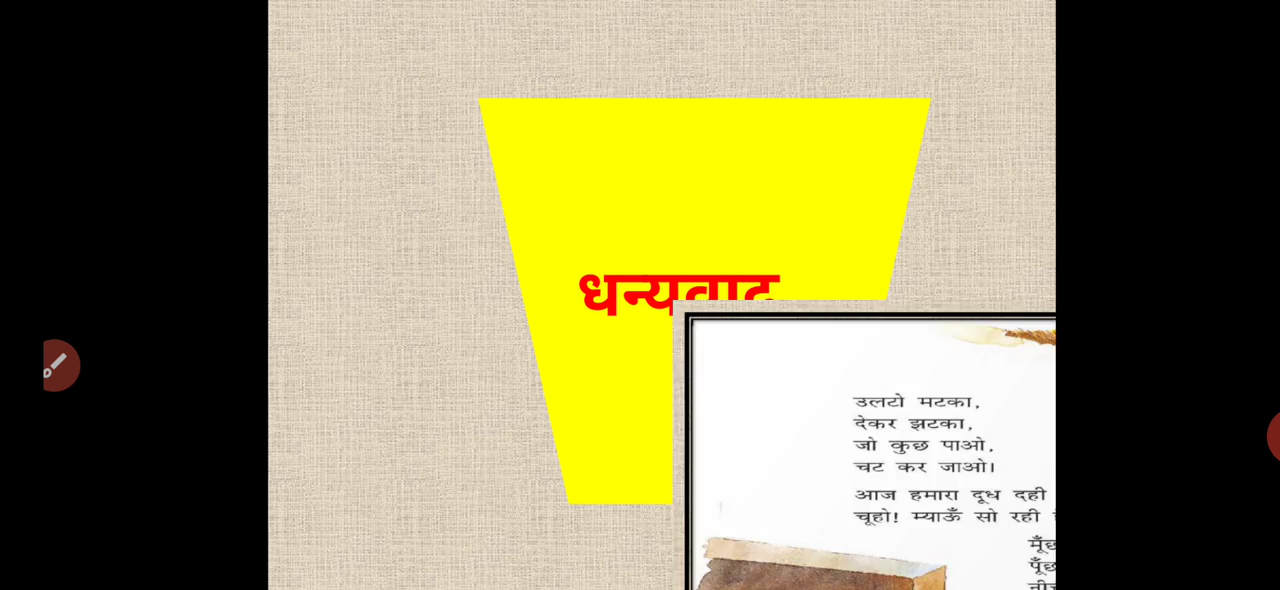 धन्यवाद
उलटो मटका,
देकर झटका,
जो कुछ पाओ,
चट कर जाओ।
आज हमारा दूध दही
चूहो! म्याऊँ सो रही